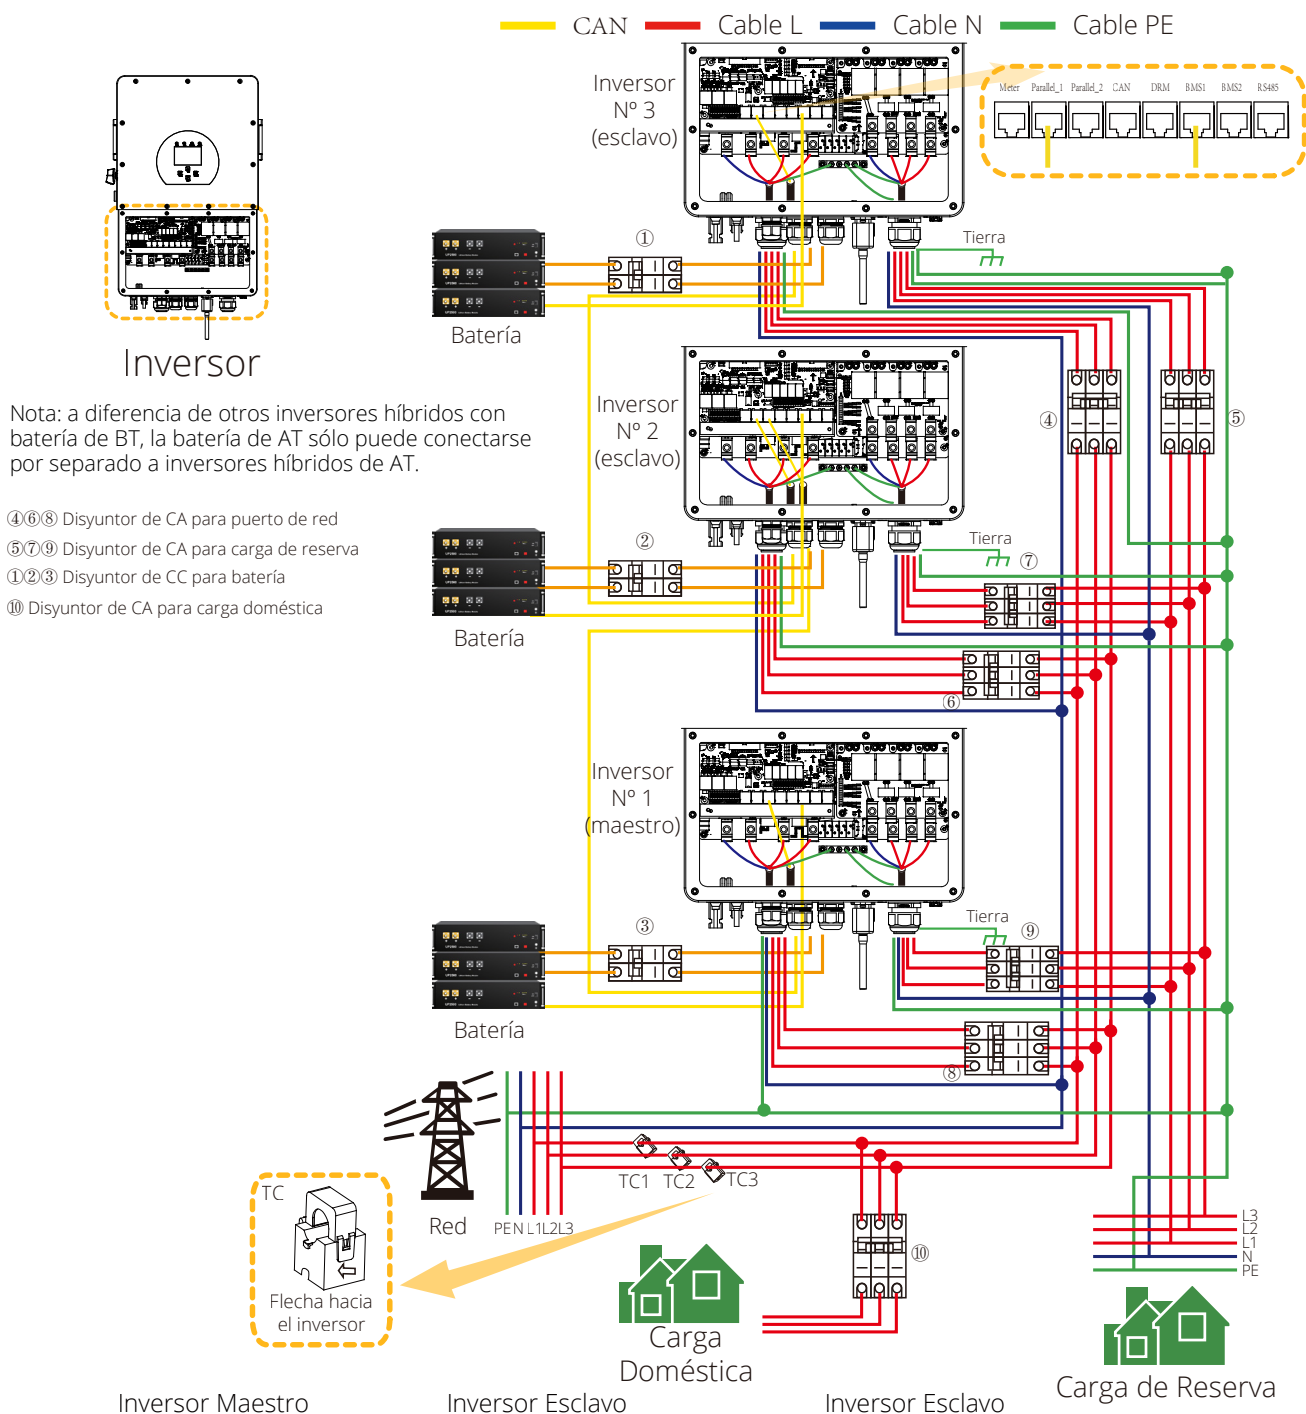 CAN
Cable L
Cable N
Cable PE
Inversor
Nº 3
(esclavo)
Meter Parallel_1 Parallel_2 CAN DRM BMS1 BMS2 RS485
①
Tierra
Batería
Inversor
Nota: a diferencia de otros inversores híbridos con
batería de BT, la batería de AT sólo puede conectarse
por separado a inversores híbridos de AT.
Inversor
Nº 2
(esclavo)
④
⑤
④⑥⑧ Disyuntor de CA para puerto de red
⑤⑦⑨ Disyuntor de CA para carga de reserva
①②③ Disyuntor de CC para batería
⑩ Disyuntor de CA para carga doméstica
②
Tierra
⑦
Batería
⑥
Inversor
Nº 1
(maestro)
③
Tierra
⑨
Batería
⑧
TC1
TC2
TC3
Red
PE N L1 L2 L3
TC
Flecha hacia
el inversor
⑩
Carga
Doméstica
L3
L2
L1
N
PE
Carga de Reserva
Inversor Maestro
Inversor Esclavo
Inversor Esclavo